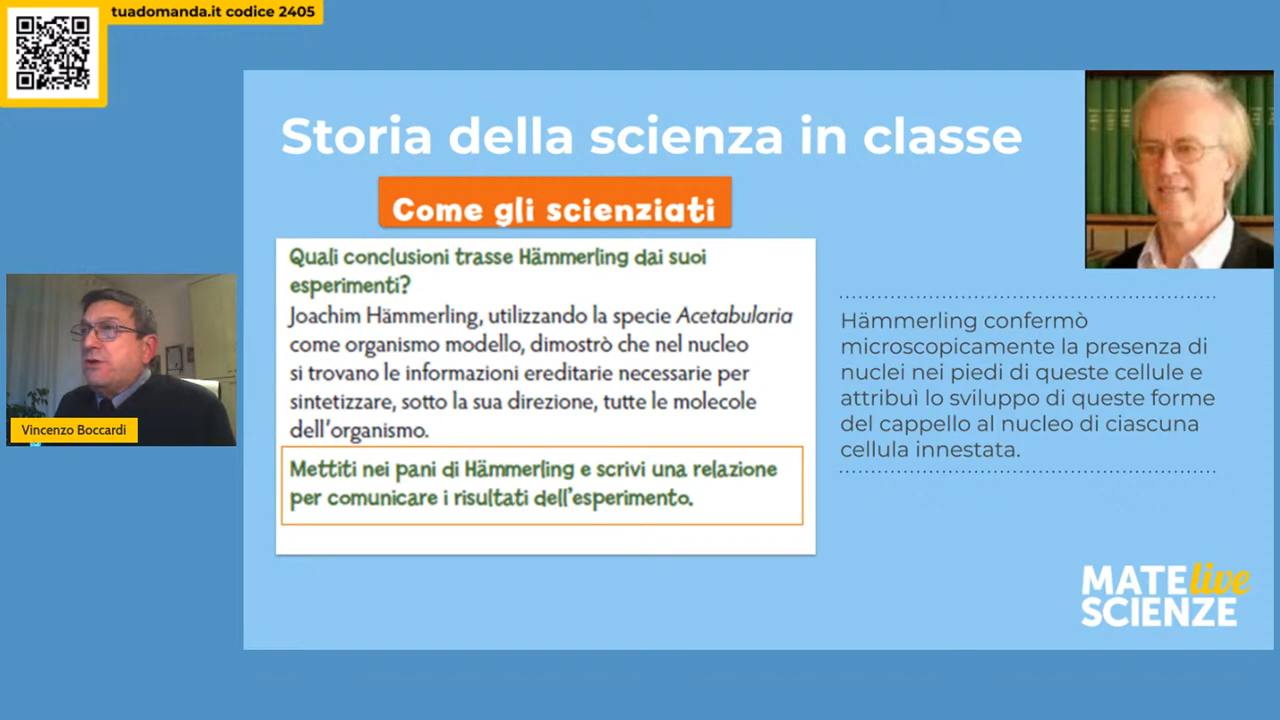 tuadomanda.it codice 2405
Storia della scienza in classe
Come gli scienziati
Quali conclusioni trasse Hämmerling dai suoi
esperimenti?
Joachim Hämmerling, utilizzando la specie Acetabularia
come organismo modello, dimostrò che nel nucleo
si trovano le informazioni ereditarie necessarie per
sintetizzare, sotto la sua direzione, tutte le molecole
dell'organismo.
Mettiti nei pani di Hämmerling e scrivi una relazione
per comunicare i risultati dell'esperimento.
Hämmerling confermò
microscopicamente la presenza di
nuclei nei piedi di queste cellule e
attribuì lo sviluppo di queste forme
del cappello al nucleo di ciascuna
cellula innestata.
Vincenzo Boccardi
MATE live
SCIENZE